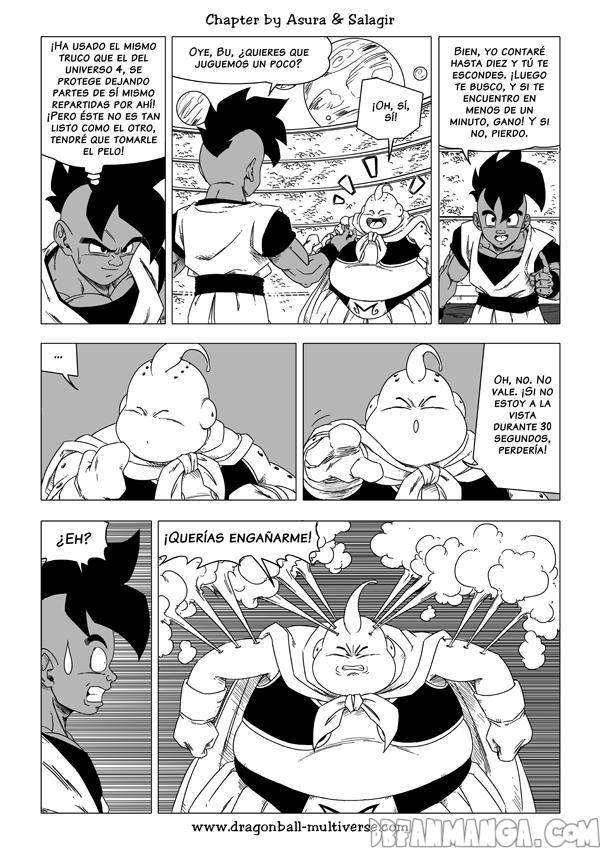 Chapter by Asura & Salagir
¡Ha usado el mismo
truco que el del
universo 4, se
protege dejando
partes de sí mismo
repartidas por ahí!
¡Pero éste no es tan
listo como el otro,
tendré que tomarle
el pelo!
Oye, Bu, ¿quieres que
juguemos un poco?
¡Oh, sí,
sí!
Bien, yo contaré
hasta diez y tú te
escondes. ¡Luego
te busco, y si te
encuentro en
menos de un
minuto, gano! Y si
no, pierdo.
...
Oh, no. No
vale. ¡Si no
estoy a la
vista
durante 30
segundos,
perdería!
¿Eh?
¡Querías engañarme!
www.dragonball-multiverse.com
DBFANMANGA.COM